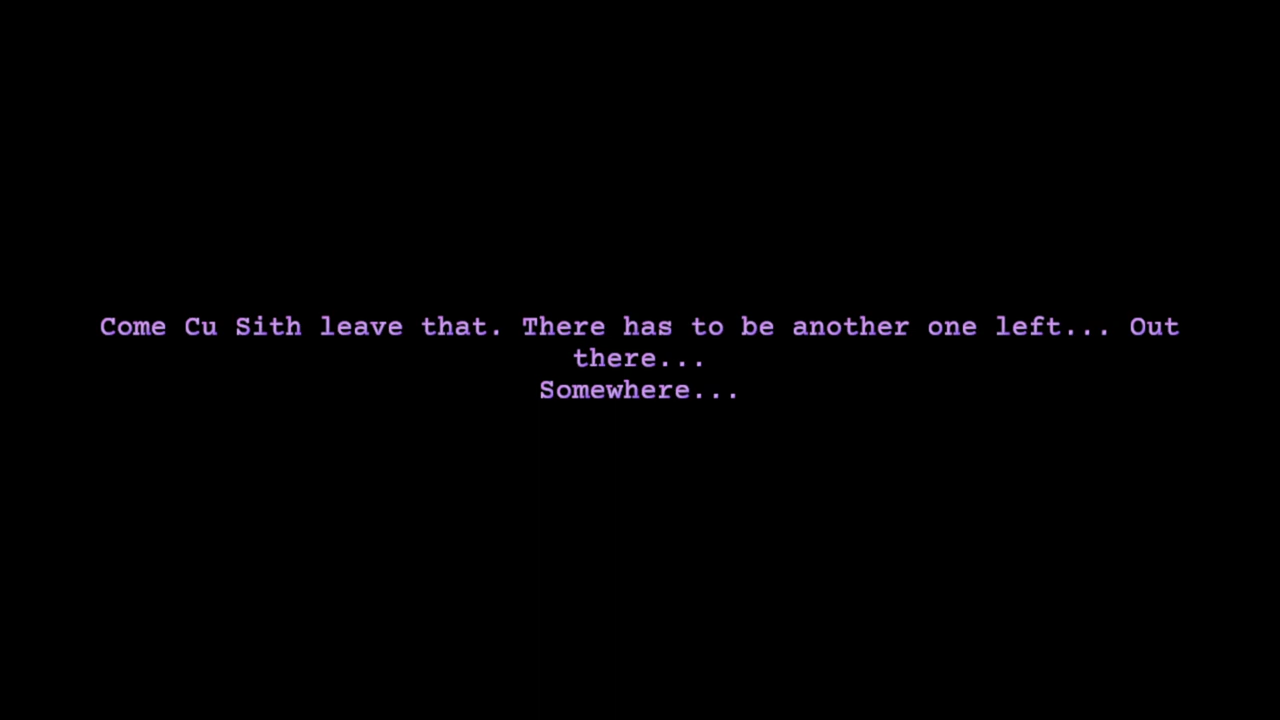 Come Cu Sith leave that. There has to be another one left... Out
there...
Somewhere...